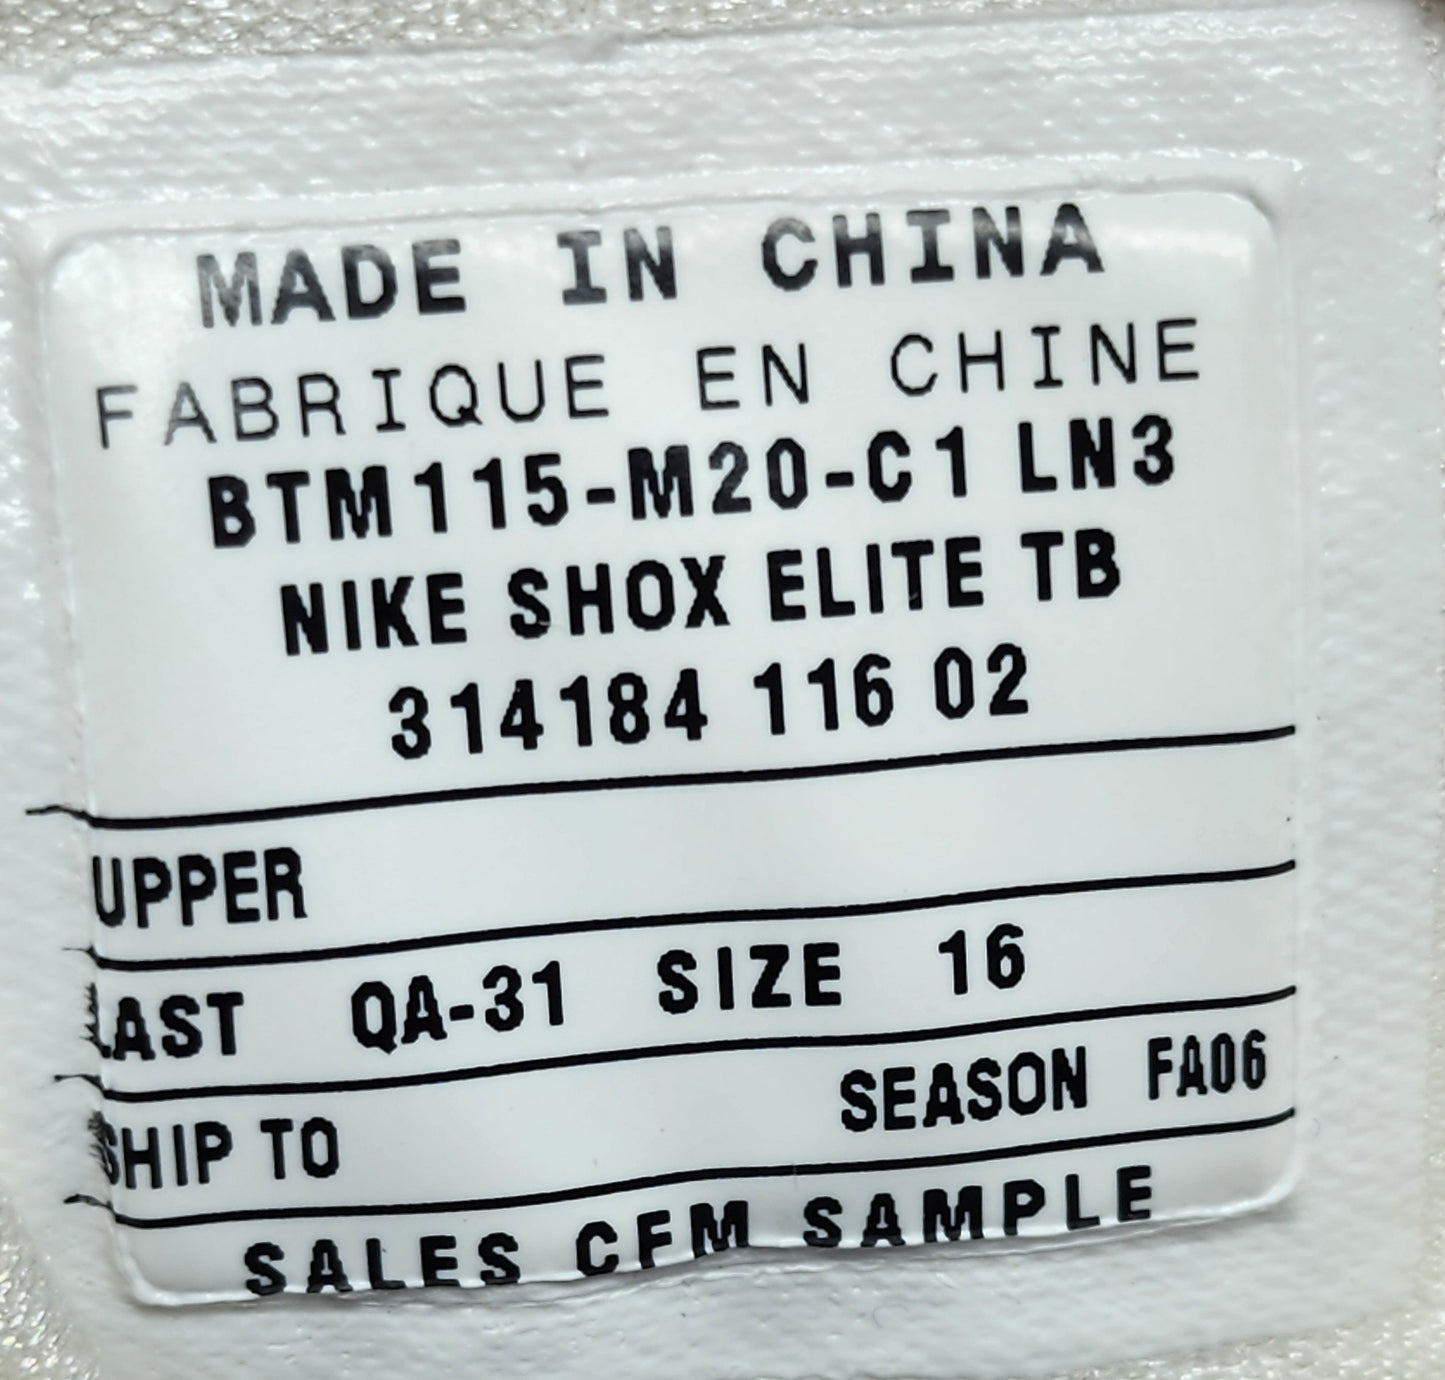 MADE IN CHINA
FABRIQUE EN CHINE
BTM115-M20-C1 LN3
NIKE SHOX ELITE TB
314184 116 02
UPPER
LAST QA-31 SIZE 16
SHIP TO SEASON FA06
SALES CFM SAMPLE